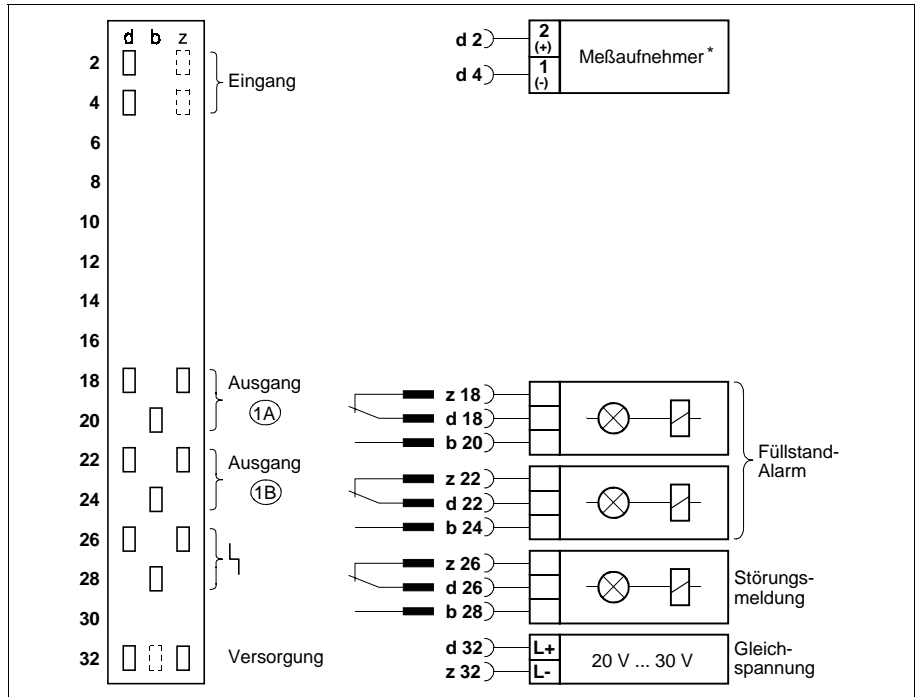 d b z
2
4
6
8
10
12
14
16
18
20
22
24
26
28
30
32
Eingang
Ausgang
1A
Ausgang
1B
Versorgung
d 2
d 4
2
(+)
1
(-)
Meßaufnehmer *
z 18
d 18
b 20
z 22
d 22
b 24
Füllstand-
Alarm
z 26
d 26
b 28
Störungs-
meldung
d 32
z 32
L+
L-
20 V ... 30 V
Gleich-
spannung